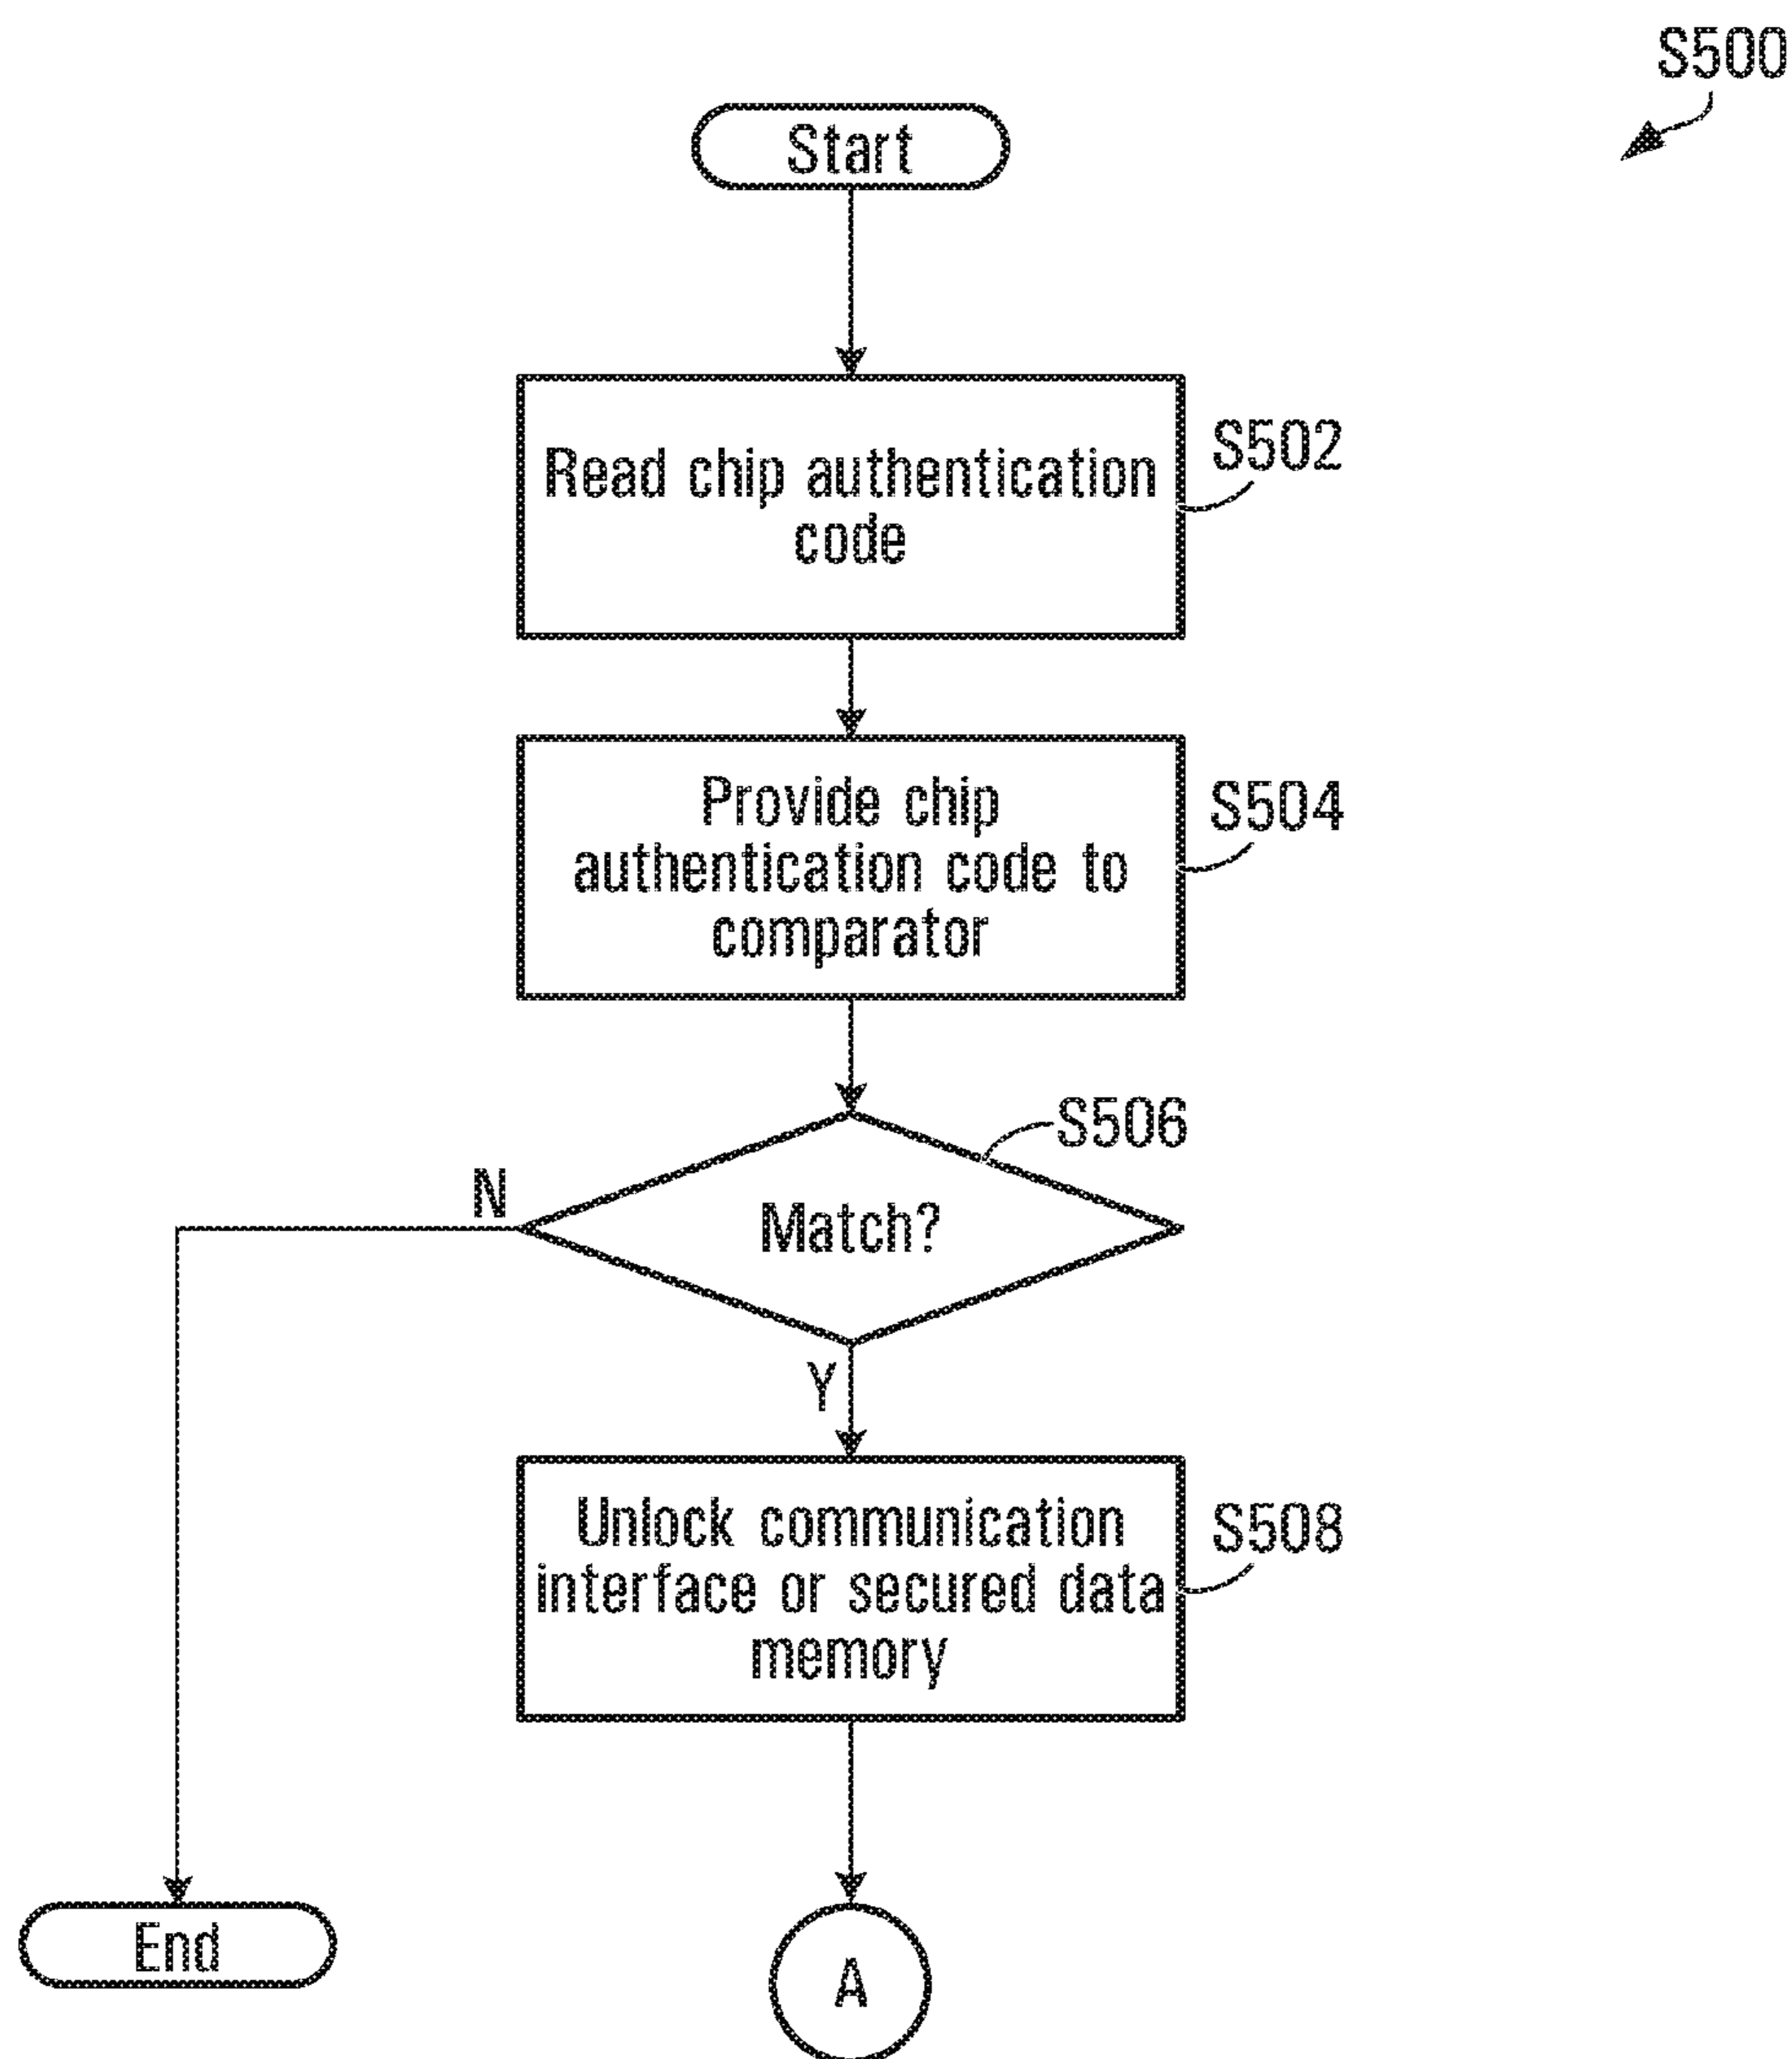 S500
Start
Read chip authentication
code
S502
Provide chip
authentication code to
comparator
S504
S506
N
Match?
Y
Unlock communication
interface or secured data
memory
S508
End
A